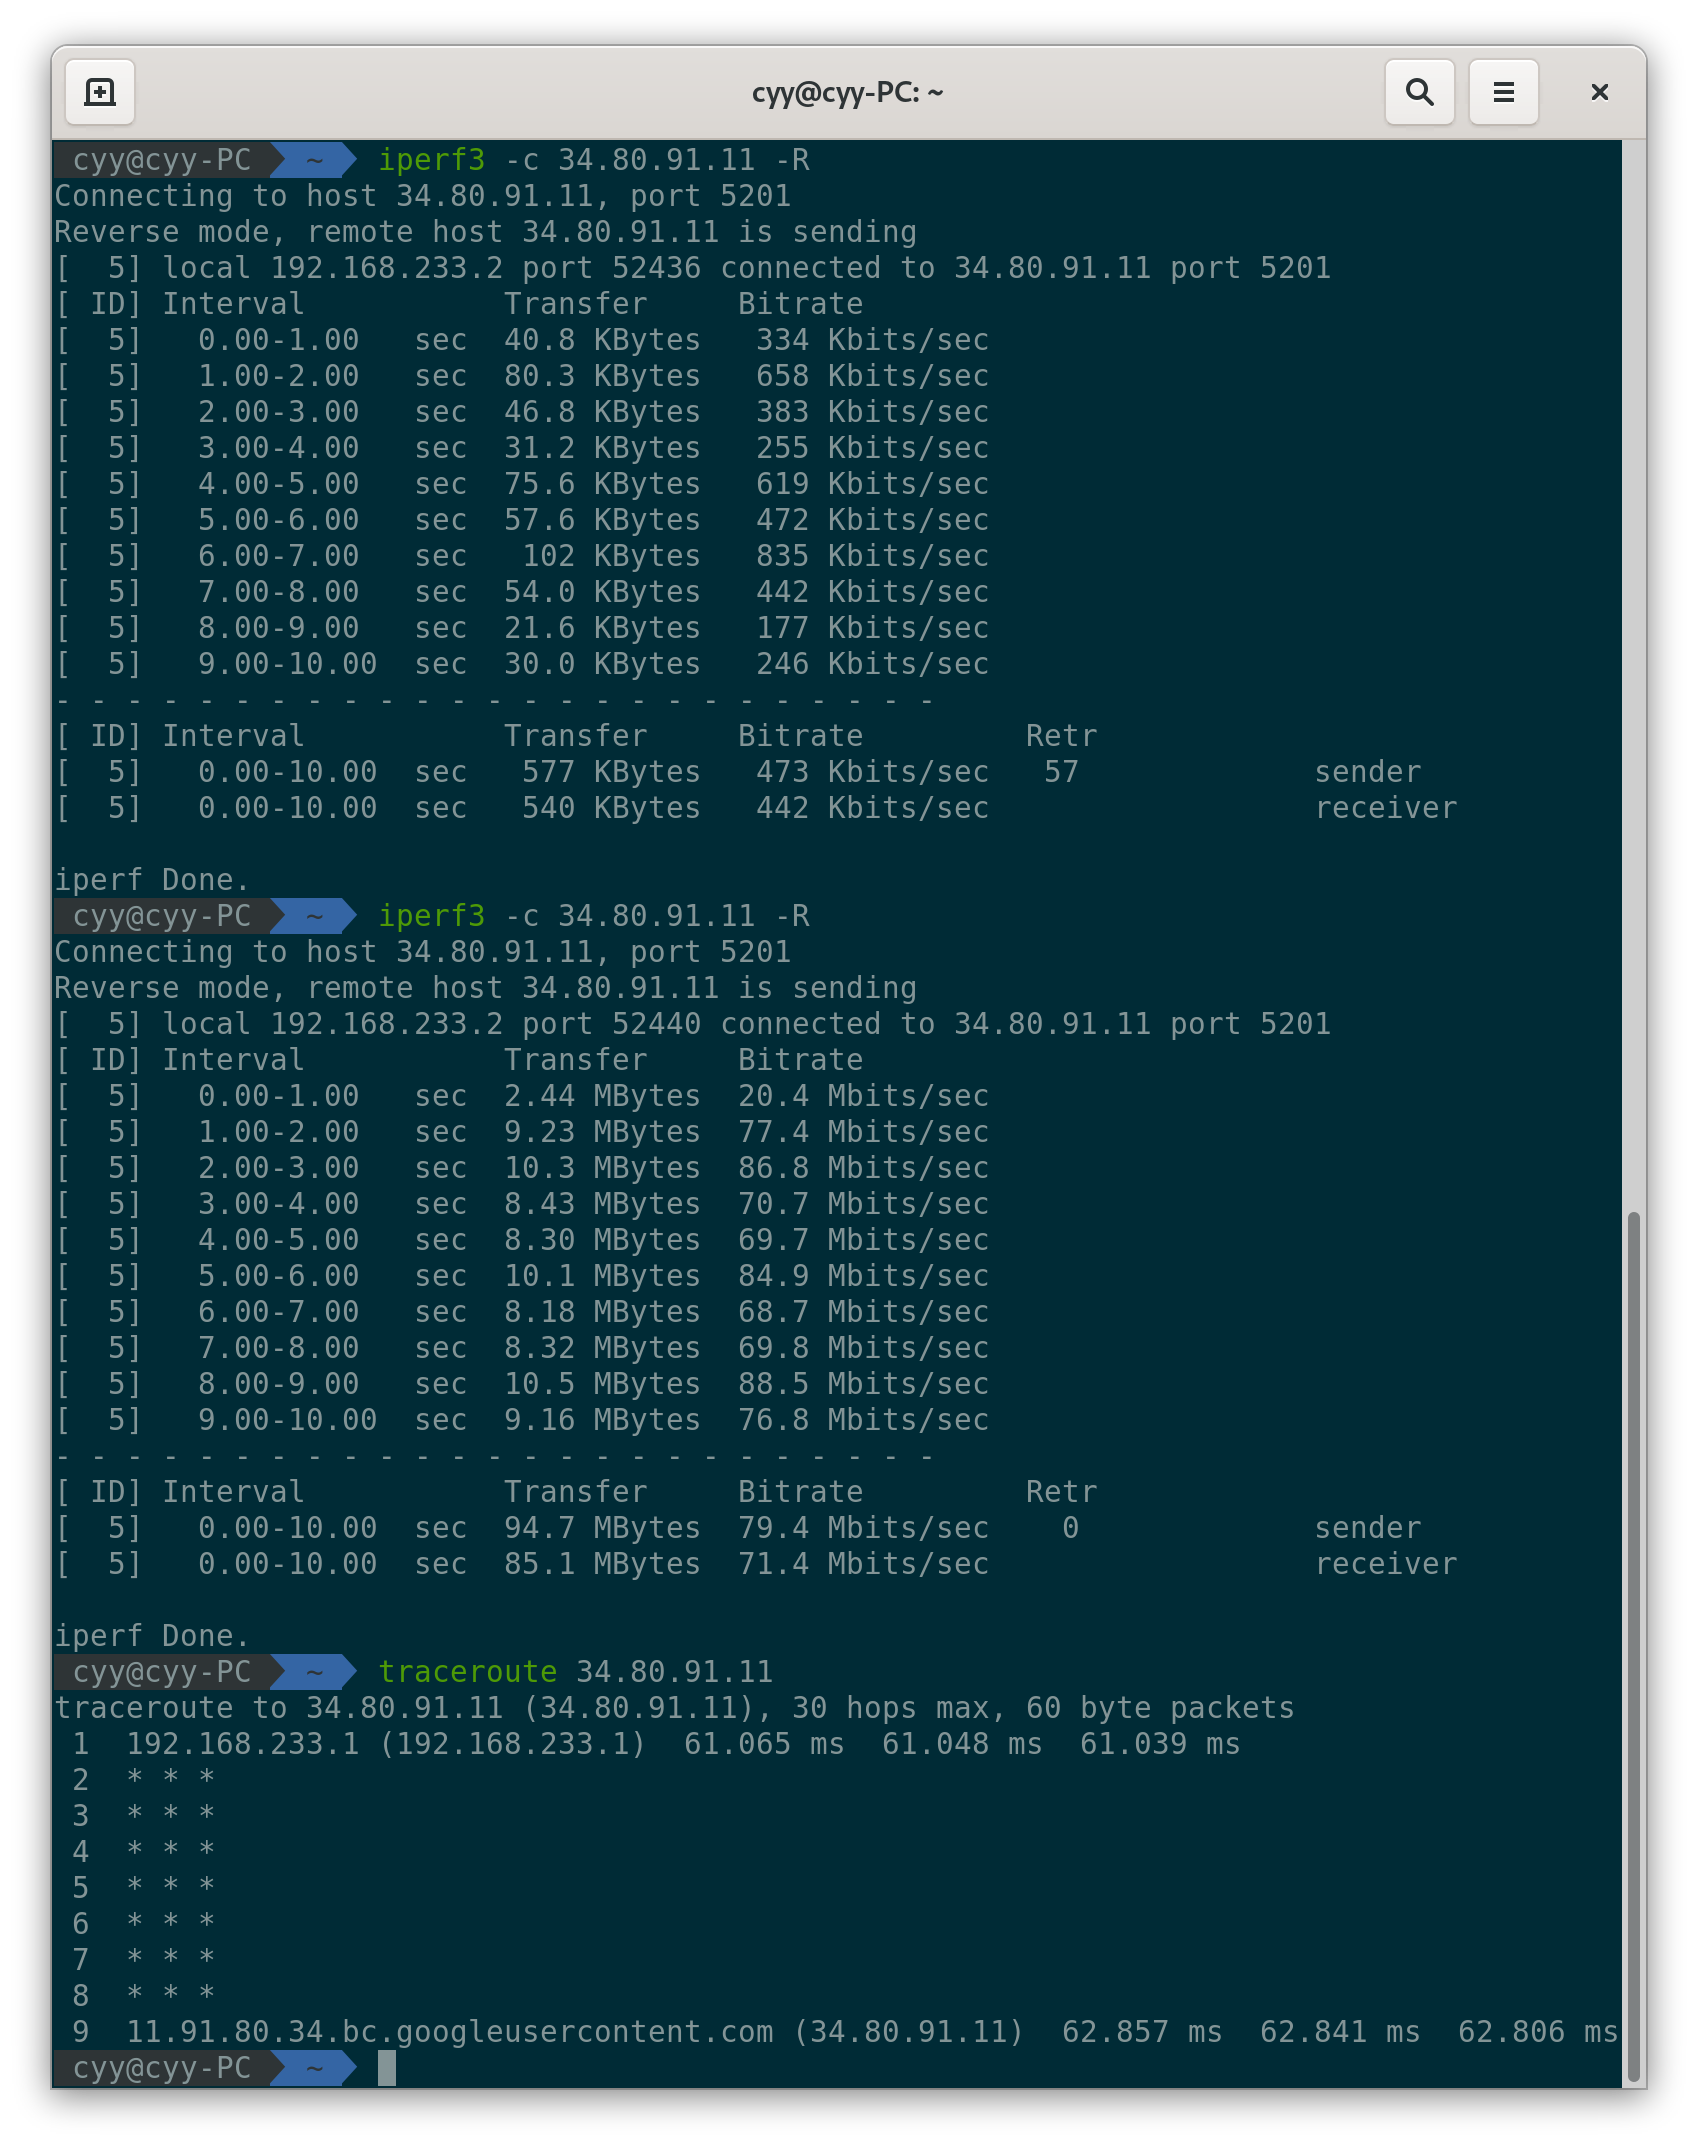 cyy@cyy-PC: ~
cyy@cyy-PC ~ iperf3 -c 34.80.91.11 -R
Connecting to host 34.80.91.11, port 5201
Reverse mode, remote host 34.80.91.11 is sending
[  5] local 192.168.233.2 port 52436 connected to 34.80.91.11 port 5201
[ ID] Interval           Transfer     Bitrate
[  5]   0.00-1.00   sec  40.8 KBytes   334 Kbits/sec
[  5]   1.00-2.00   sec  80.3 KBytes   658 Kbits/sec
[  5]   2.00-3.00   sec  46.8 KBytes   383 Kbits/sec
[  5]   3.00-4.00   sec  31.2 KBytes   255 Kbits/sec
[  5]   4.00-5.00   sec  75.6 KBytes   619 Kbits/sec
[  5]   5.00-6.00   sec  57.6 KBytes   472 Kbits/sec
[  5]   6.00-7.00   sec   102 KBytes   835 Kbits/sec
[  5]   7.00-8.00   sec  54.0 KBytes   442 Kbits/sec
[  5]   8.00-9.00   sec  21.6 KBytes   177 Kbits/sec
[  5]   9.00-10.00  sec  30.0 KBytes   246 Kbits/sec
- - - - - - - - - - - - - - - - - - - - - - - - -
[ ID] Interval           Transfer     Bitrate         Retr
[  5]   0.00-10.00  sec   577 KBytes   473 Kbits/sec   57             sender
[  5]   0.00-10.00  sec   540 KBytes   442 Kbits/sec                  receiver
iperf Done.
cyy@cyy-PC ~ iperf3 -c 34.80.91.11 -R
Connecting to host 34.80.91.11, port 5201
Reverse mode, remote host 34.80.91.11 is sending
[  5] local 192.168.233.2 port 52440 connected to 34.80.91.11 port 5201
[ ID] Interval           Transfer     Bitrate
[  5]   0.00-1.00   sec  2.44 MBytes  20.4 Mbits/sec
[  5]   1.00-2.00   sec  9.23 MBytes  77.4 Mbits/sec
[  5]   2.00-3.00   sec  10.3 MBytes  86.8 Mbits/sec
[  5]   3.00-4.00   sec  8.43 MBytes  70.7 Mbits/sec
[  5]   4.00-5.00   sec  8.30 MBytes  69.7 Mbits/sec
[  5]   5.00-6.00   sec  10.1 MBytes  84.9 Mbits/sec
[  5]   6.00-7.00   sec  8.18 MBytes  68.7 Mbits/sec
[  5]   7.00-8.00   sec  8.32 MBytes  69.8 Mbits/sec
[  5]   8.00-9.00   sec  10.5 MBytes  88.5 Mbits/sec
[  5]   9.00-10.00  sec  9.16 MBytes  76.8 Mbits/sec
- - - - - - - - - - - - - - - - - - - - - - - - -
[ ID] Interval           Transfer     Bitrate         Retr
[  5]   0.00-10.00  sec  94.7 MBytes  79.4 Mbits/sec    0             sender
[  5]   0.00-10.00  sec  85.1 MBytes  71.4 Mbits/sec                  receiver
iperf Done.
cyy@cyy-PC ~ traceroute 34.80.91.11
traceroute to 34.80.91.11 (34.80.91.11), 30 hops max, 60 byte packets
 1  192.168.233.1 (192.168.233.1)  61.065 ms  61.048 ms  61.039 ms
 2  * * *
 3  * * *
 4  * * *
 5  * * *
 6  * * *
 7  * * *
 8  * * *
 9  11.91.80.34.bc.googleusercontent.com (34.80.91.11)  62.857 ms  62.841 ms  62.806 ms
cyy@cyy-PC ~